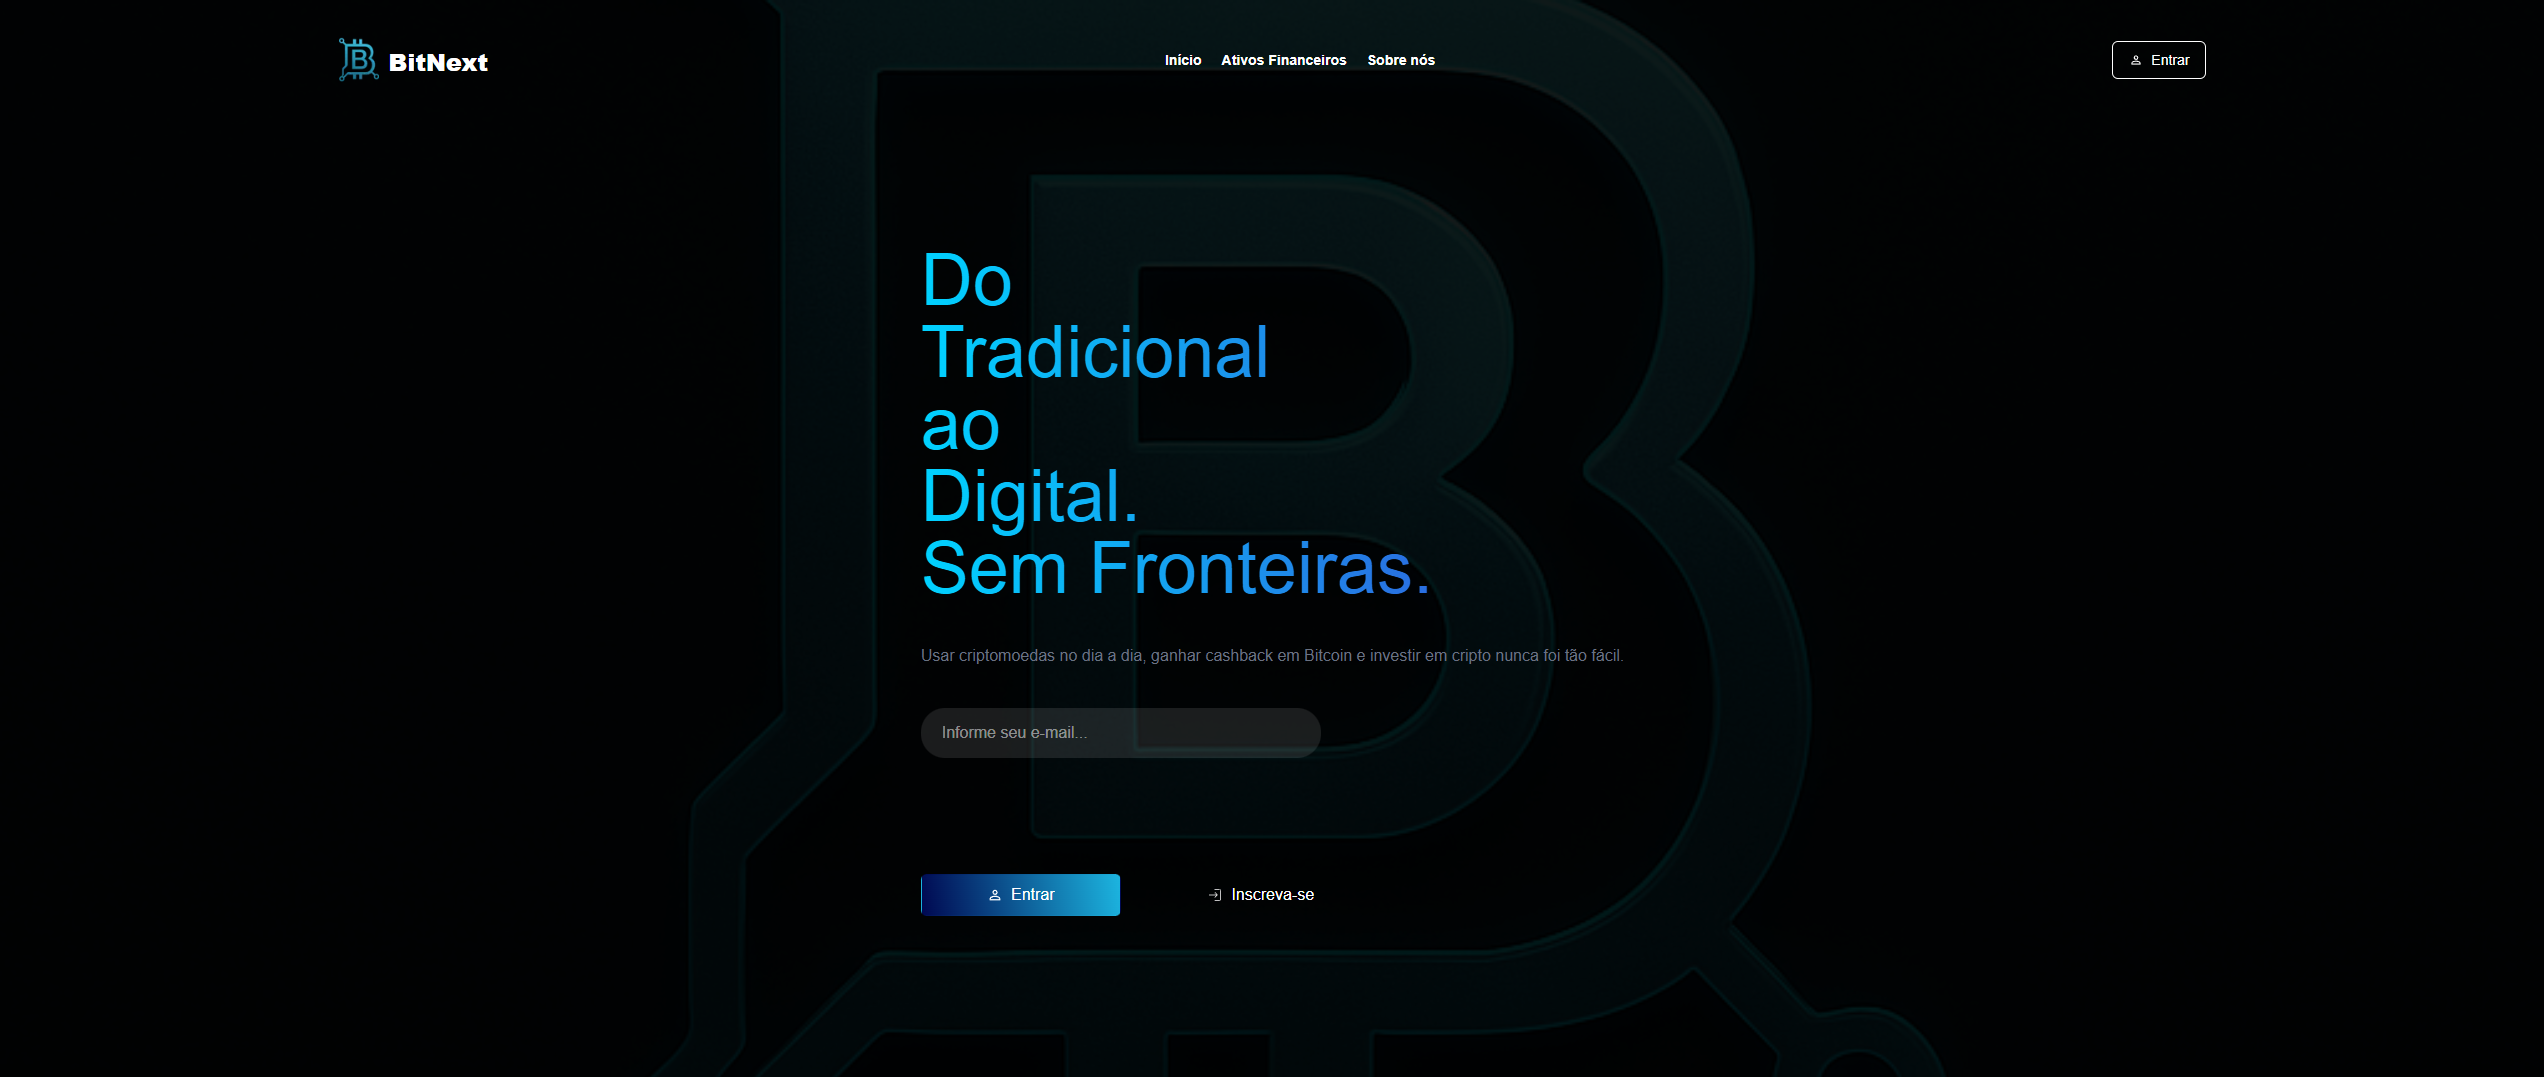 BitNext
Início Ativos Financeiros Sobre nós
Entrar
Do
Tradicional
ao
Digital.
Sem Fronteiras.
Usar criptomoedas no dia a dia, ganhar cashback em Bitcoin e investir em cripto nunca foi tão fácil.
Informe seu e-mail...
Entrar
Inscreva-se